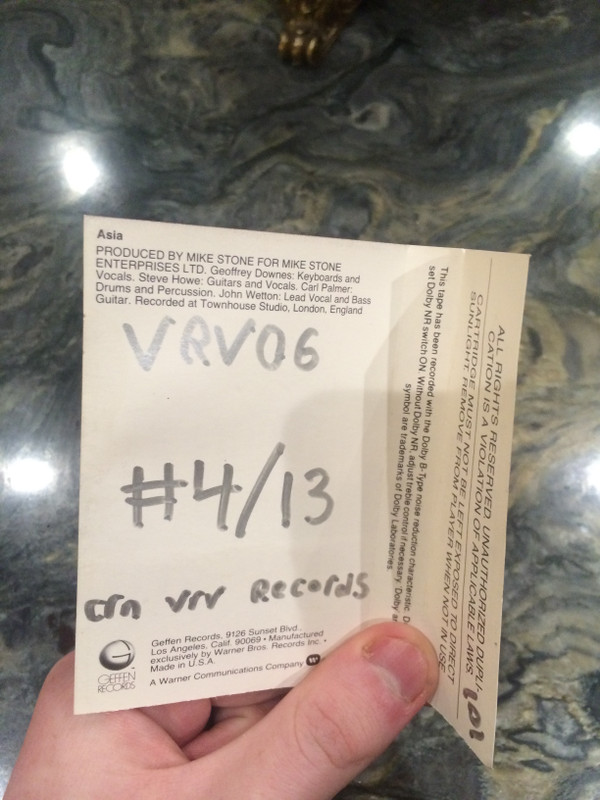 Asia
PRODUCED BY MIKE STONE FOR MIKE STONE
ENTERPRISES LTD. Geoffrey Downes: Keyboards and
Vocals. Steve Howe: Guitars and Vocals. Carl Palmer:
Drums and Percussion. John Wetton: Lead Vocal and Bass
Guitar. Recorded at Townhouse Studio, London, England
VRV06
#4/13
crn vrv Records
GEFFEN
RECORDS
Geffen Records, 9126 Sunset Blvd.,
Los Angeles, Calif. 90069 • Manufactured
exclusively by Warner Bros. Records Inc. •
Made in U.S.A.
A Warner Communications Company
This tape has been recorded with the Dolby B-Type noise reduction characteristic.
set Dolby NR switch ON. Without Dolby NR, adjust treble control if necessary. 'Dolby
symbol are trademarks of Dolby Laboratories.
ALL RIGHTS RESERVED UNAUTHORIZED DUPLI-
CATION IS A VIOLATION OF APPLICABLE LAWS
CARTRIDGE MUST NOT BE LEFT EXPOSED TO DIRECT
SUNLIGHT. REMOVE FROM PLAYER WHEN NOT IN USE